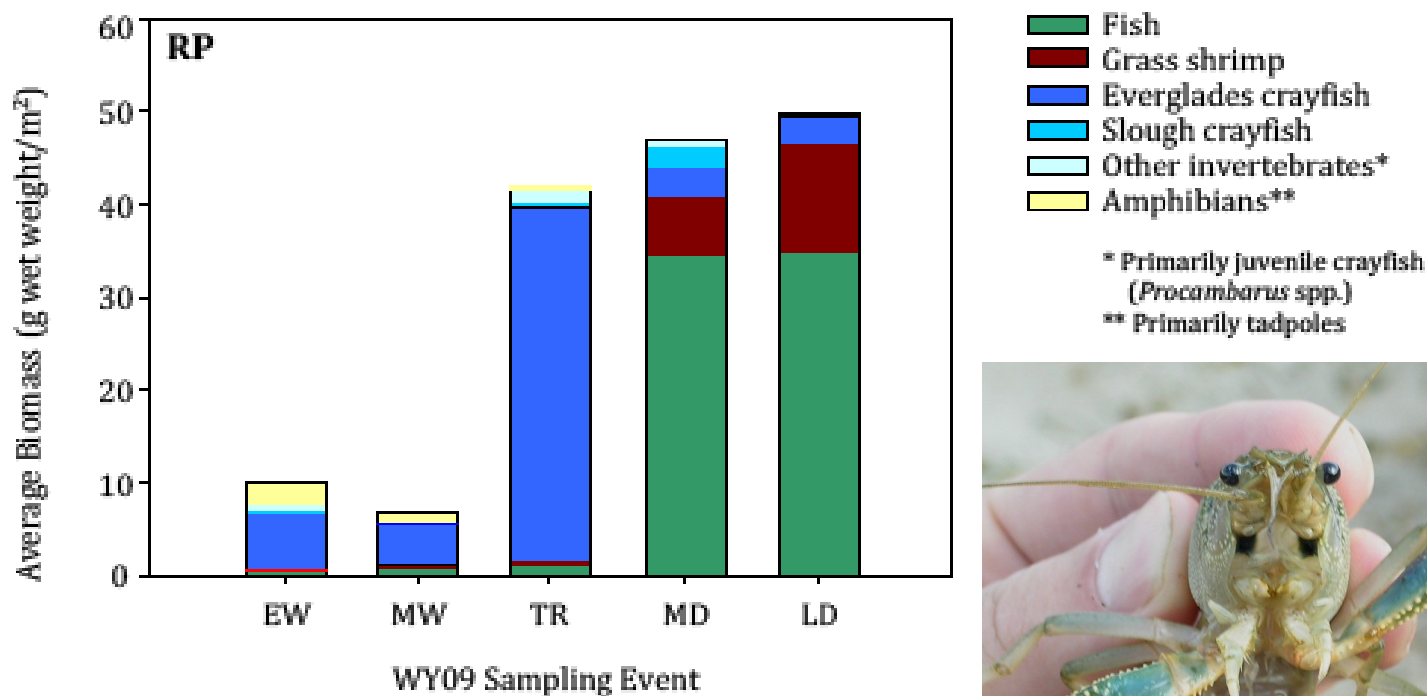 RP
60
50
40
30
20
10
0
Average Biomass (g wet weight/m²)
EW MW TR MD LD
WY09 Sampling Event
Fish
Grass shrimp
Everglades crayfish
Slough crayfish
Other invertebrates*
Amphibians**
* Primarily juvenile crayfish
(Procambarus spp.)
** Primarily tadpoles